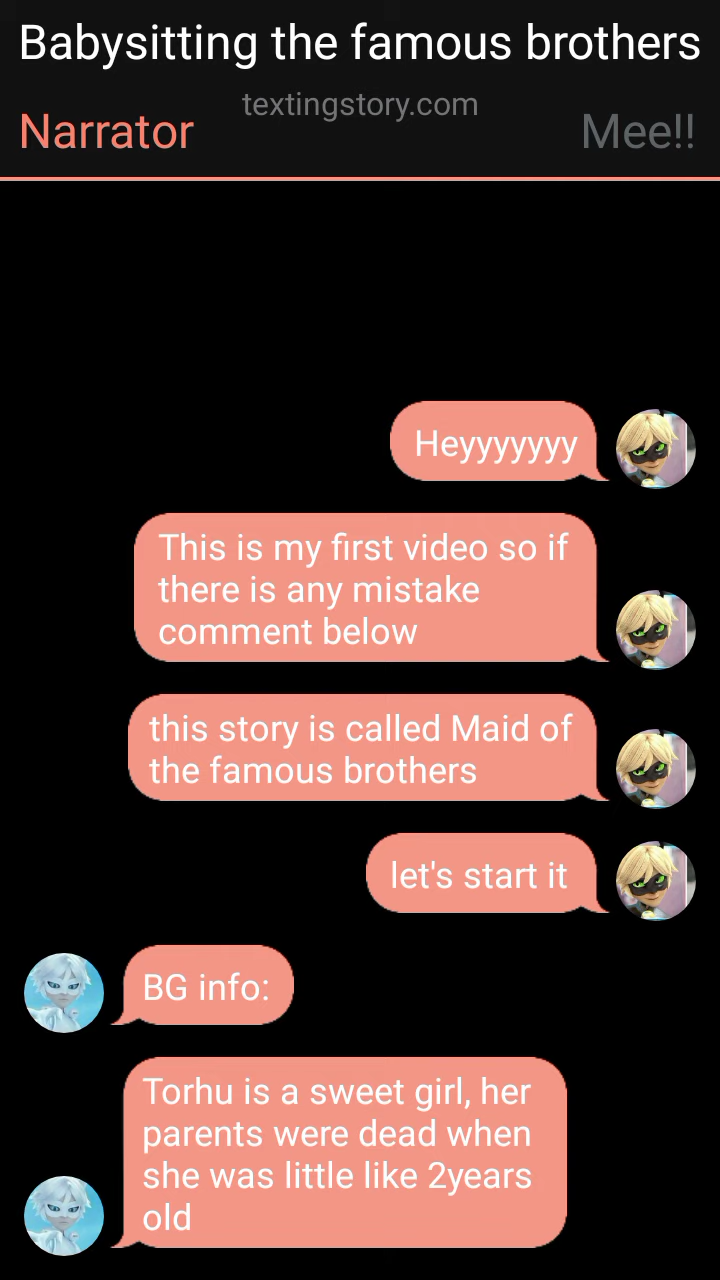 Babysitting the famous brothers
textingstory.com
Narrator
Mee!!
Heyyyyyyy
This is my first video so if
there is any mistake
comment below
this story is called Maid of
the famous brothers
let's start it
BG info:
Torhu is a sweet girl, her
parents were dead when
she was little like 2years
old